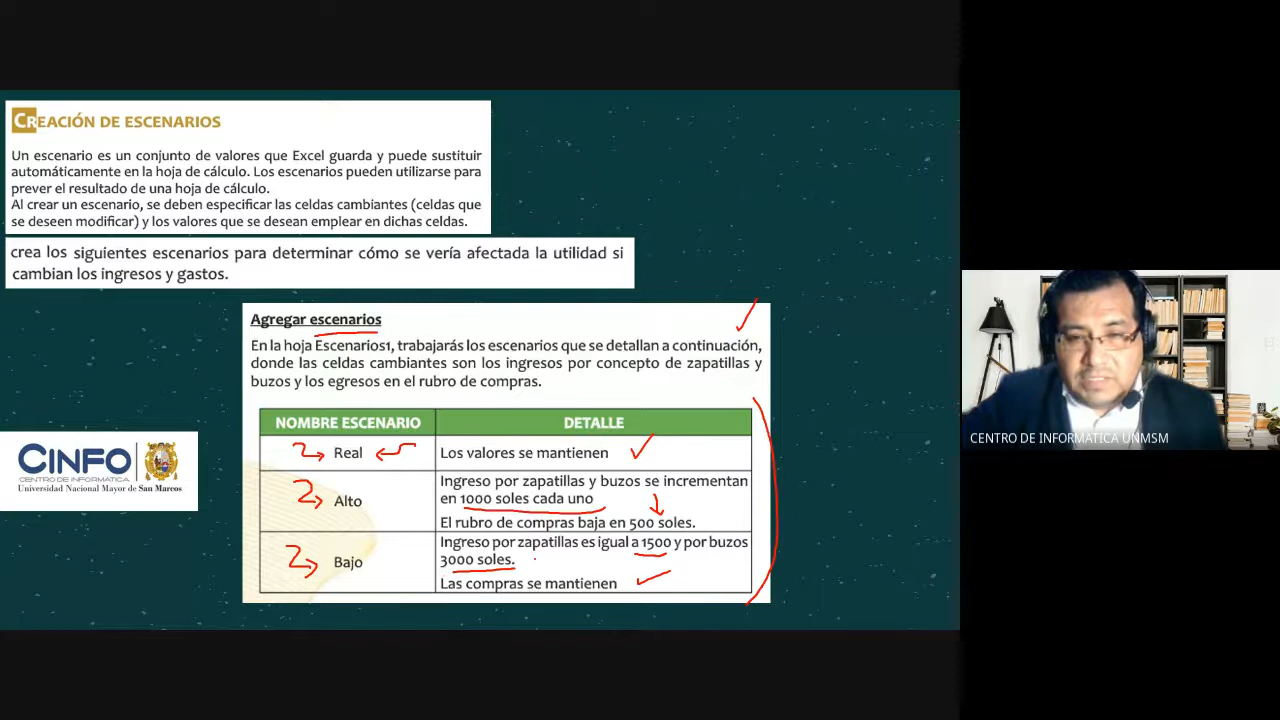 CREACIÓN DE ESCENARIOS
Un escenario es un conjunto de valores que Excel guarda y puede sustituir
automáticamente en la hoja de cálculo. Los escenarios pueden utilizarse para
prever el resultado de una hoja de cálculo.
Al crear un escenario, se deben especificar las celdas cambiantes (celdas que
se deseen modificar) y los valores que se desean emplear en dichas celdas.
crea los siguientes escenarios para determinar cómo se vería afectada la utilidad si
cambian los ingresos y gastos.
Agregar escenarios
En la hoja Escenarios1, trabajarás los escenarios que se detallan a continuación,
donde las celdas cambiantes son los ingresos por concepto de zapatillas y
buzos y los egresos en el rubro de compras.
NOMBRE ESCENARIO DETALLE
Real Los valores se mantienen
Alto Ingreso por zapatillas y buzos se incrementan
en 1000 soles cada uno
El rubro de compras baja en 500 soles.
Bajo Ingreso por zapatillas es igual a 1500 y por buzos
3000 soles.
Las compras se mantienen
CINFO
CENTRO DE INFORMÁTICA
Universidad Nacional Mayor de San Marcos
CENTRO DE INFORMATICA UNMSM